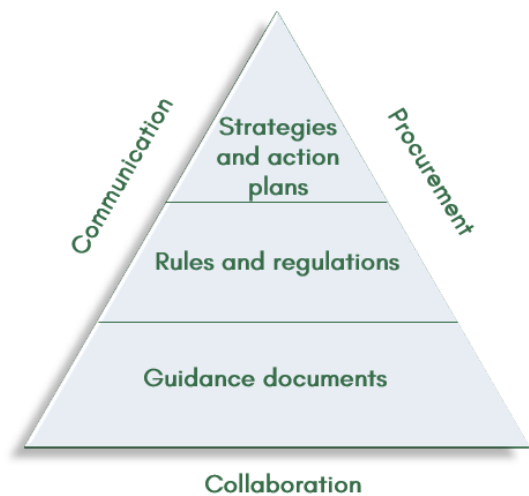 Communication
Procurement
Strategies
and action
plans
Rules and regulations
Guidance documents
Collaboration